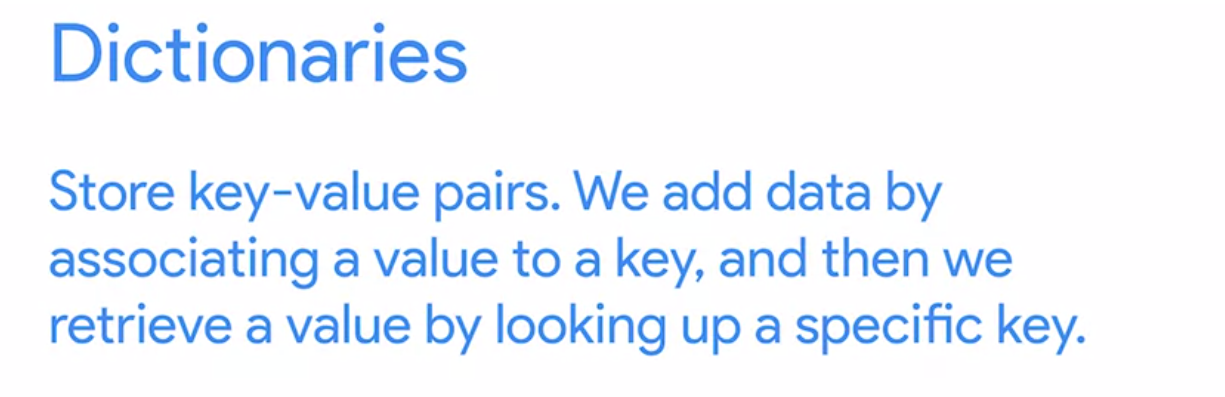 Dictionaries
Store key-value pairs. We add data by
associating a value to a key, and then we
retrieve a value by looking up a specific key.